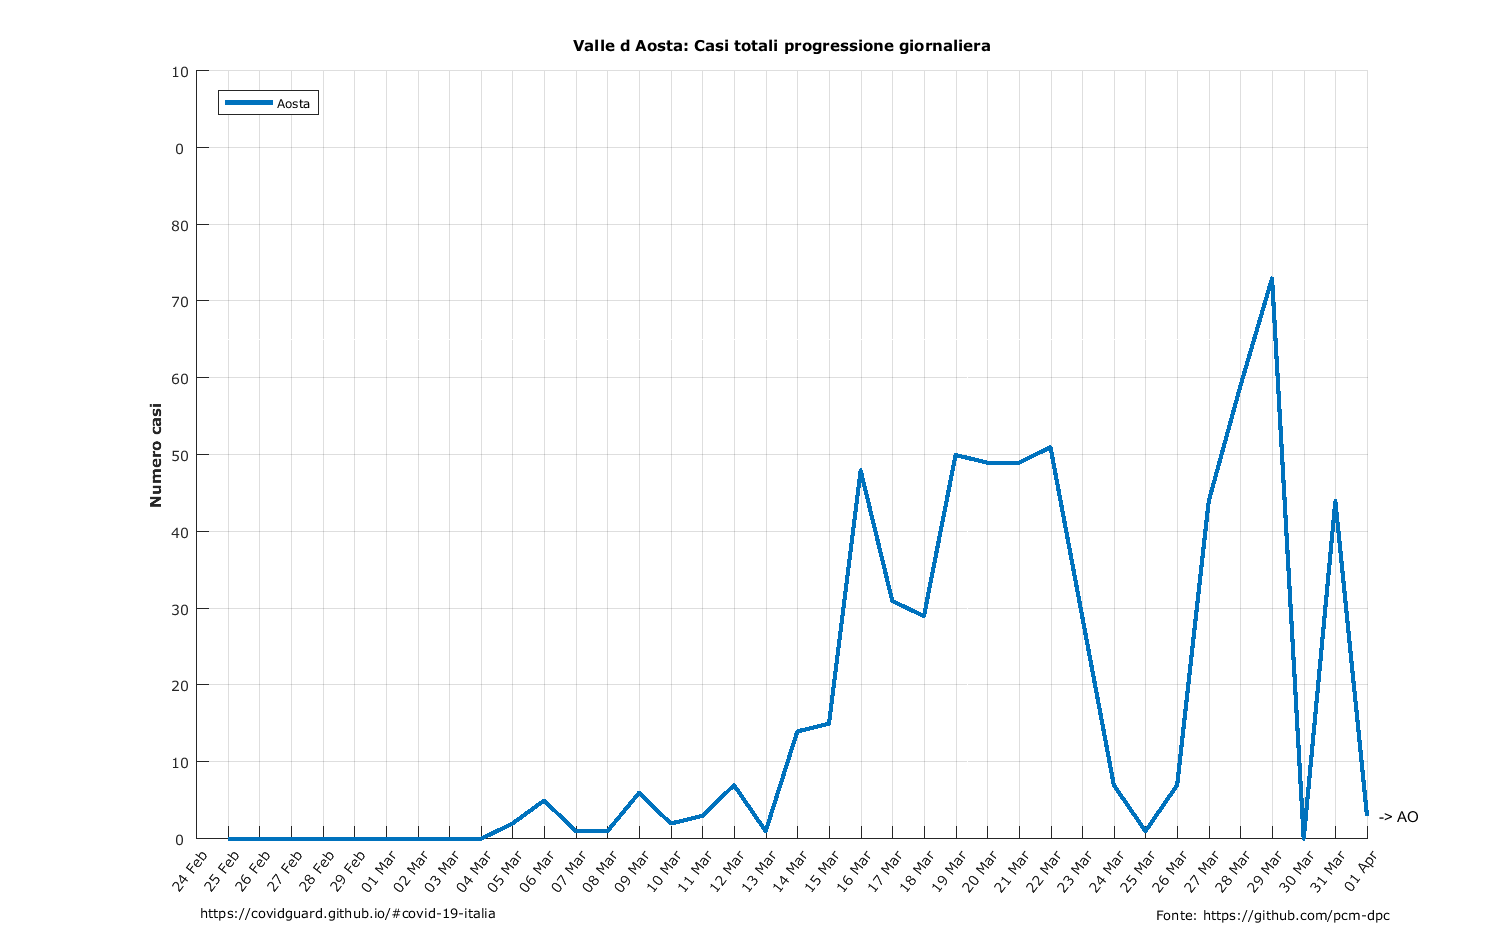 Valle d Aosta: Casi totali progressione giornaliera
Aosta
10
0
80
70
60
50
40
30
20
10
0
Numero casi
-> AO
24 Feb
25 Feb
26 Feb
27 Feb
28 Feb
29 Feb
01 Mar
02 Mar
03 Mar
04 Mar
05 Mar
06 Mar
07 Mar
08 Mar
09 Mar
10 Mar
11 Mar
12 Mar
13 Mar
14 Mar
15 Mar
16 Mar
17 Mar
18 Mar
19 Mar
20 Mar
21 Mar
22 Mar
23 Mar
24 Mar
25 Mar
26 Mar
27 Mar
28 Mar
29 Mar
30 Mar
31 Mar
01 Apr
https://covidguard.github.io/#covid-19-italia
Fonte: https://github.com/pcm-dpc